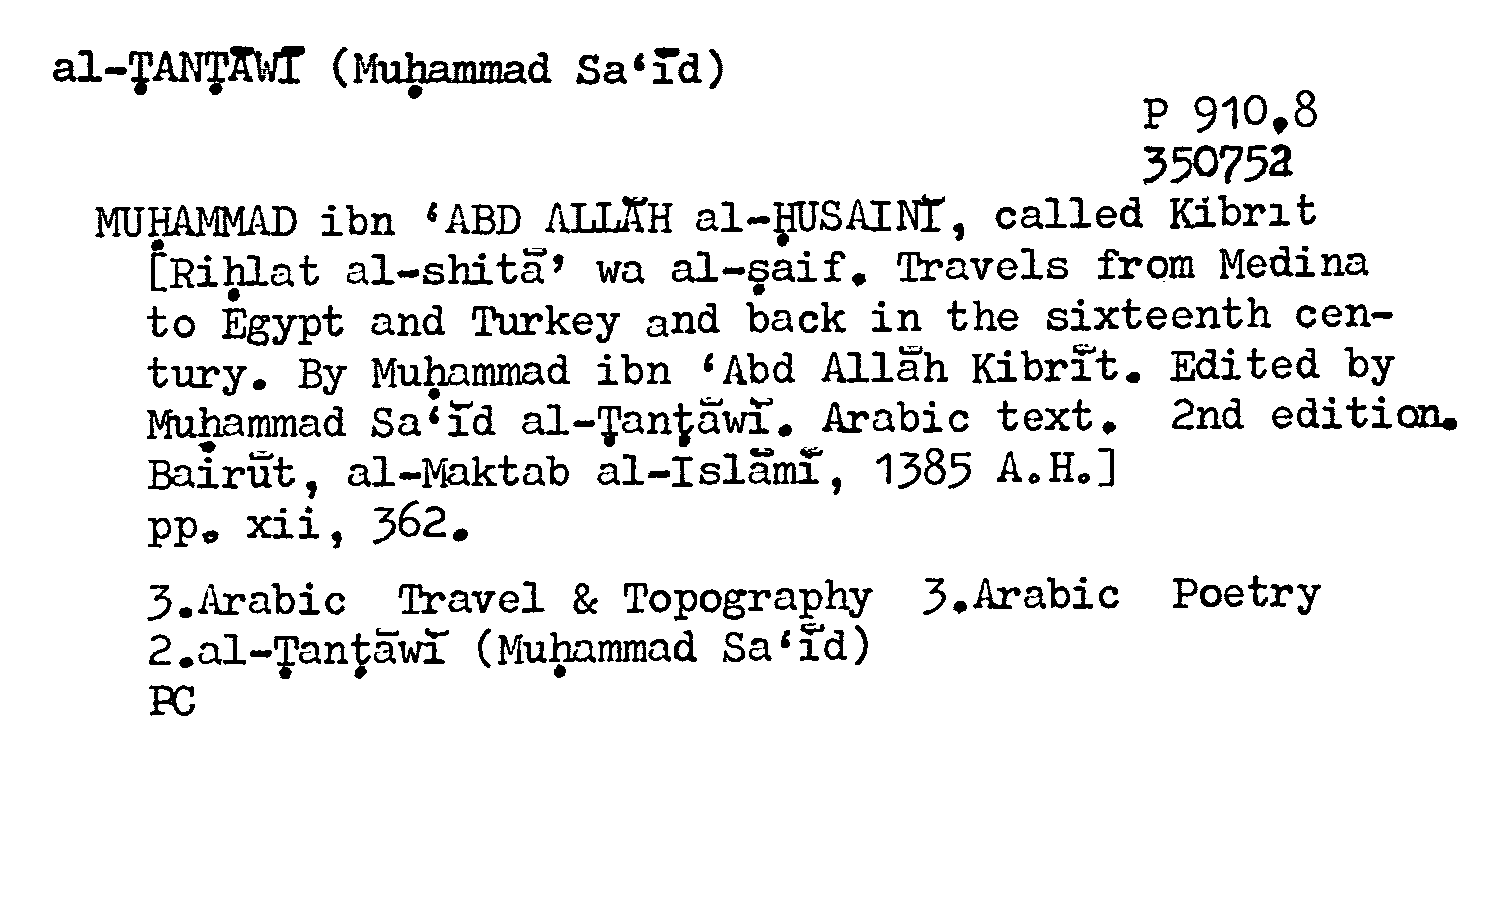 al-ṬANṬĀWĪ (Muḥammad Sa‘īd)
P 910.8
350752
MUḤAMMAD ibn ‘ABD ALLĀH al-ḤUSAINĪ, called Kibrıt
[Riḥlat al-shitā’ wa al-ṣaif. Travels from Medina
to Egypt and Turkey and back in the sixteenth cen-
tury. By Muḥammad ibn ‘Abd Allāh Kibrīt. Edited by
Muḥammad Sa‘īd al-Ṭanṭāwī. Arabic text. 2nd edition.
Bairūt, al-Maktab al-Islāmī, 1385 A.H.]
pp. xii, 362.
3.Arabic Travel & Topography 3.Arabic Poetry
2.al-Ṭanṭāwī (Muḥammad Sa‘īd)
PC